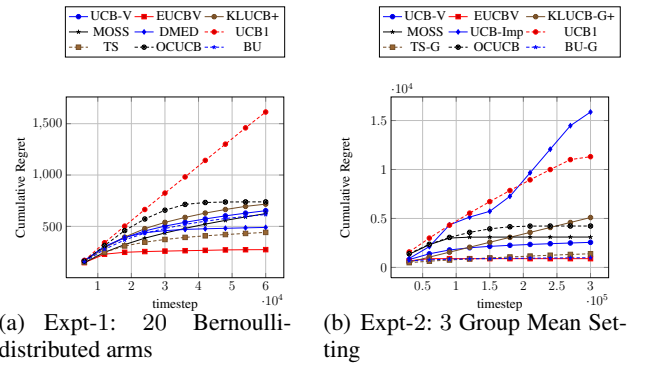 UCB-V EUCBV KLUCB+
MOSS DMED UCB1
TS OCUCB BU
Cumulative Regret
1,500
1,000
500
1 2 3 4 5 6
timestep
·10^4
(a) Expt-1: 20 Bernoulli-
distributed arms
UCB-V EUCBV KLUCB-G+
MOSS UCB-Imp UCB1
TS-G OCUCB BU-G
·10^4
Cumulative Regret
1.5
1
0.5
0
0.5 1 1.5 2 2.5 3
timestep
·10^5
(b) Expt-2: 3 Group Mean Set-
ting